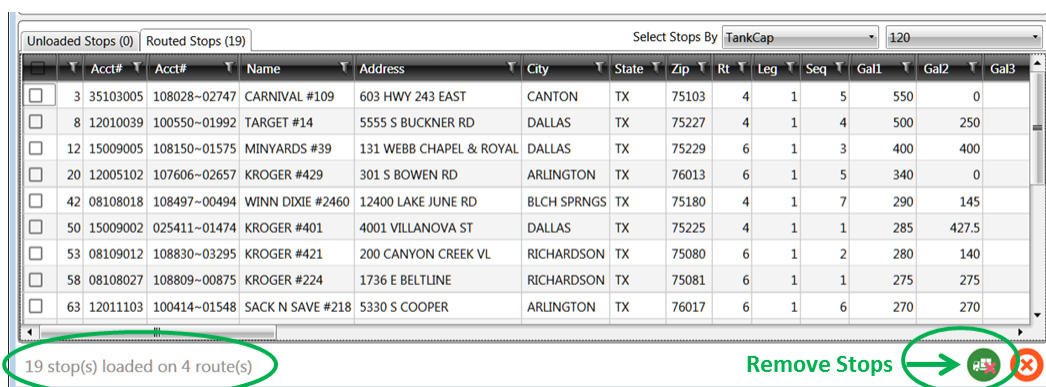 Unloaded Stops (0) Routed Stops (19) Select Stops By TankCap 120
Acct# Acct# Name Address City State Zip Rt Leg Seq Gal1 Gal2 Gal3
3 35103005 108028~02747 CARNIVAL #109 603 HWY 243 EAST CANTON TX 75103 4 1 5 550 0
8 12010039 100550~01992 TARGET #14 5555 S BUCKNER RD DALLAS TX 75227 4 1 4 500 250
12 15009005 108150~01575 MINYARDS #39 131 WEBB CHAPEL & ROYAL DALLAS TX 75229 6 1 3 400 400
20 12005102 107606~02657 KROGER #429 301 S BOWEN RD ARLINGTON TX 76013 6 1 5 340 0
42 08108018 108497~00494 WINN DIXIE #2460 12400 LAKE JUNE RD BLCH SPRNGS TX 75180 4 1 7 290 145
50 15009002 025411~01474 KROGER #401 4001 VILLANOVA ST DALLAS TX 75225 4 1 1 285 427.5
53 08109012 108830~03295 KROGER #421 200 CANYON CREEK VL RICHARDSON TX 75080 6 1 2 280 140
58 08108027 108809~00875 KROGER #224 1736 E BELTLINE RICHARDSON TX 75081 6 1 1 275 275
63 12011103 100414~01548 SACK N SAVE #218 5330 S COOPER ARLINGTON TX 76017 6 1 6 270 270
19 stop(s) loaded on 4 route(s) Remove Stops